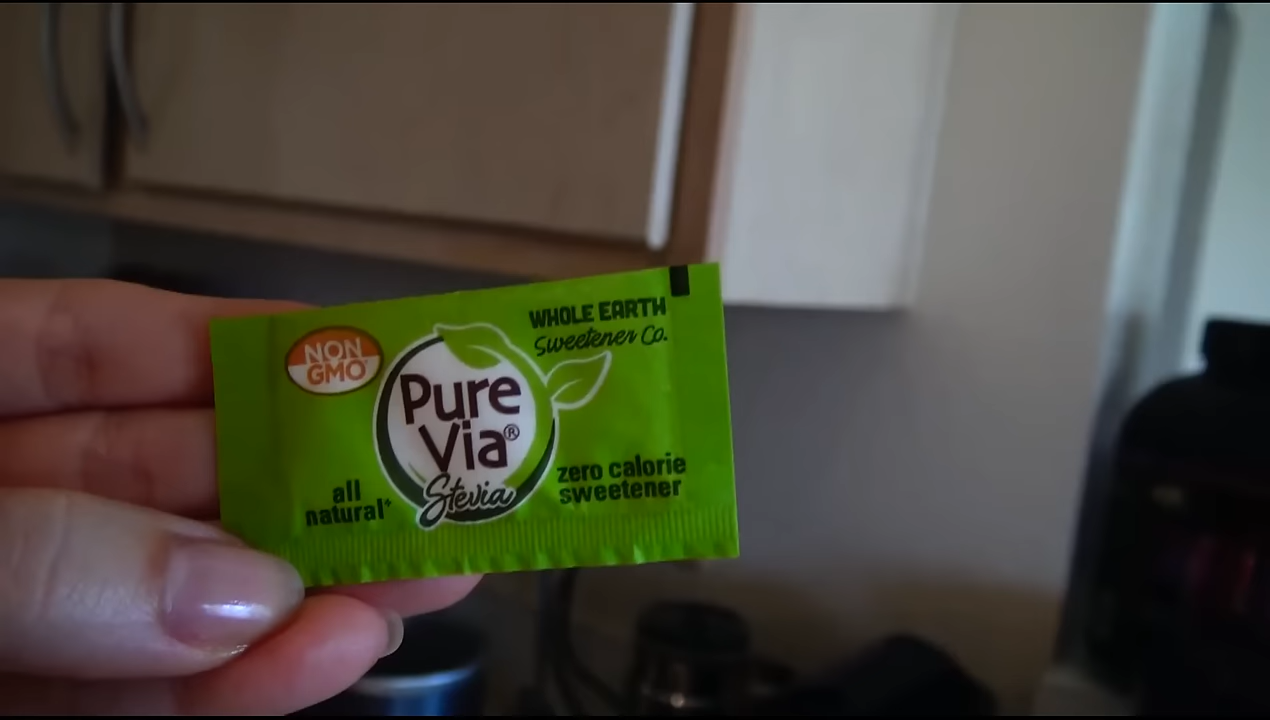 WHOLE EARTH
Sweetener Co.
NON
GMO
Pure
Via®
Stevia
all
natural*
zero calorie
sweetener